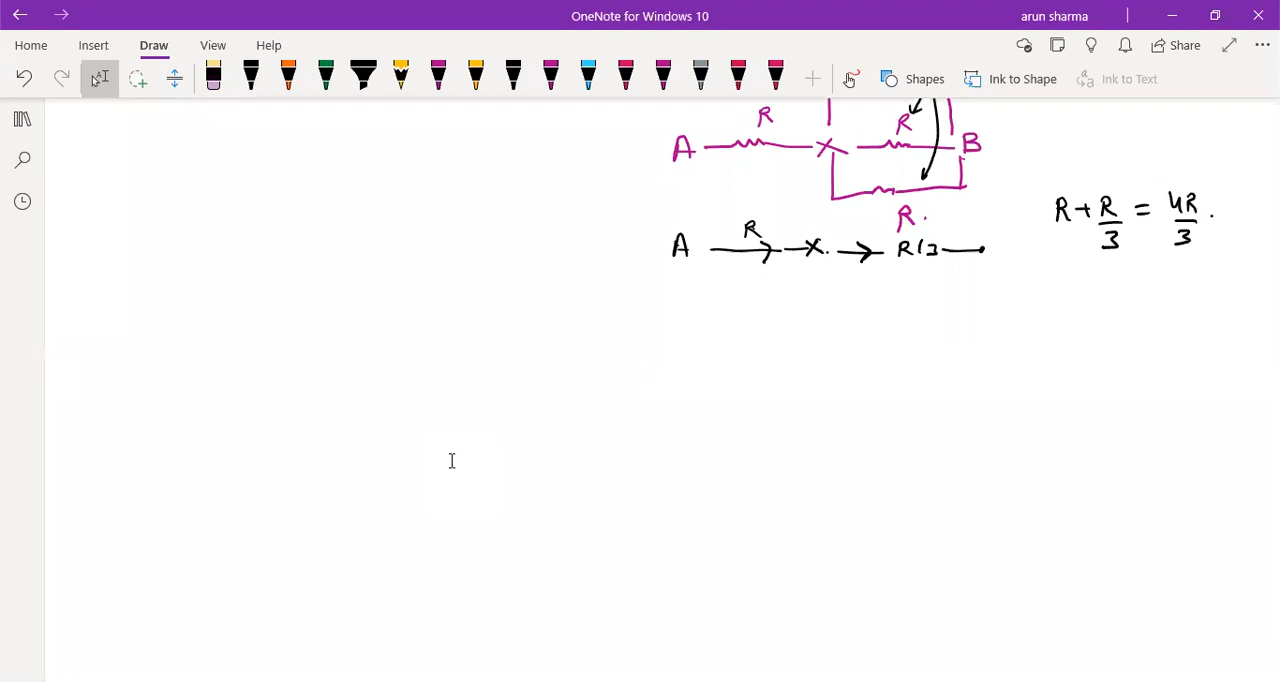 OneNote for Windows 10
arun sharma
Home Insert Draw View Help
Share
Shapes
Ink to Shape
Ink to Text
R
R
A
X
B
R.
R + R/3 = 4R/3.
A R X. R/3